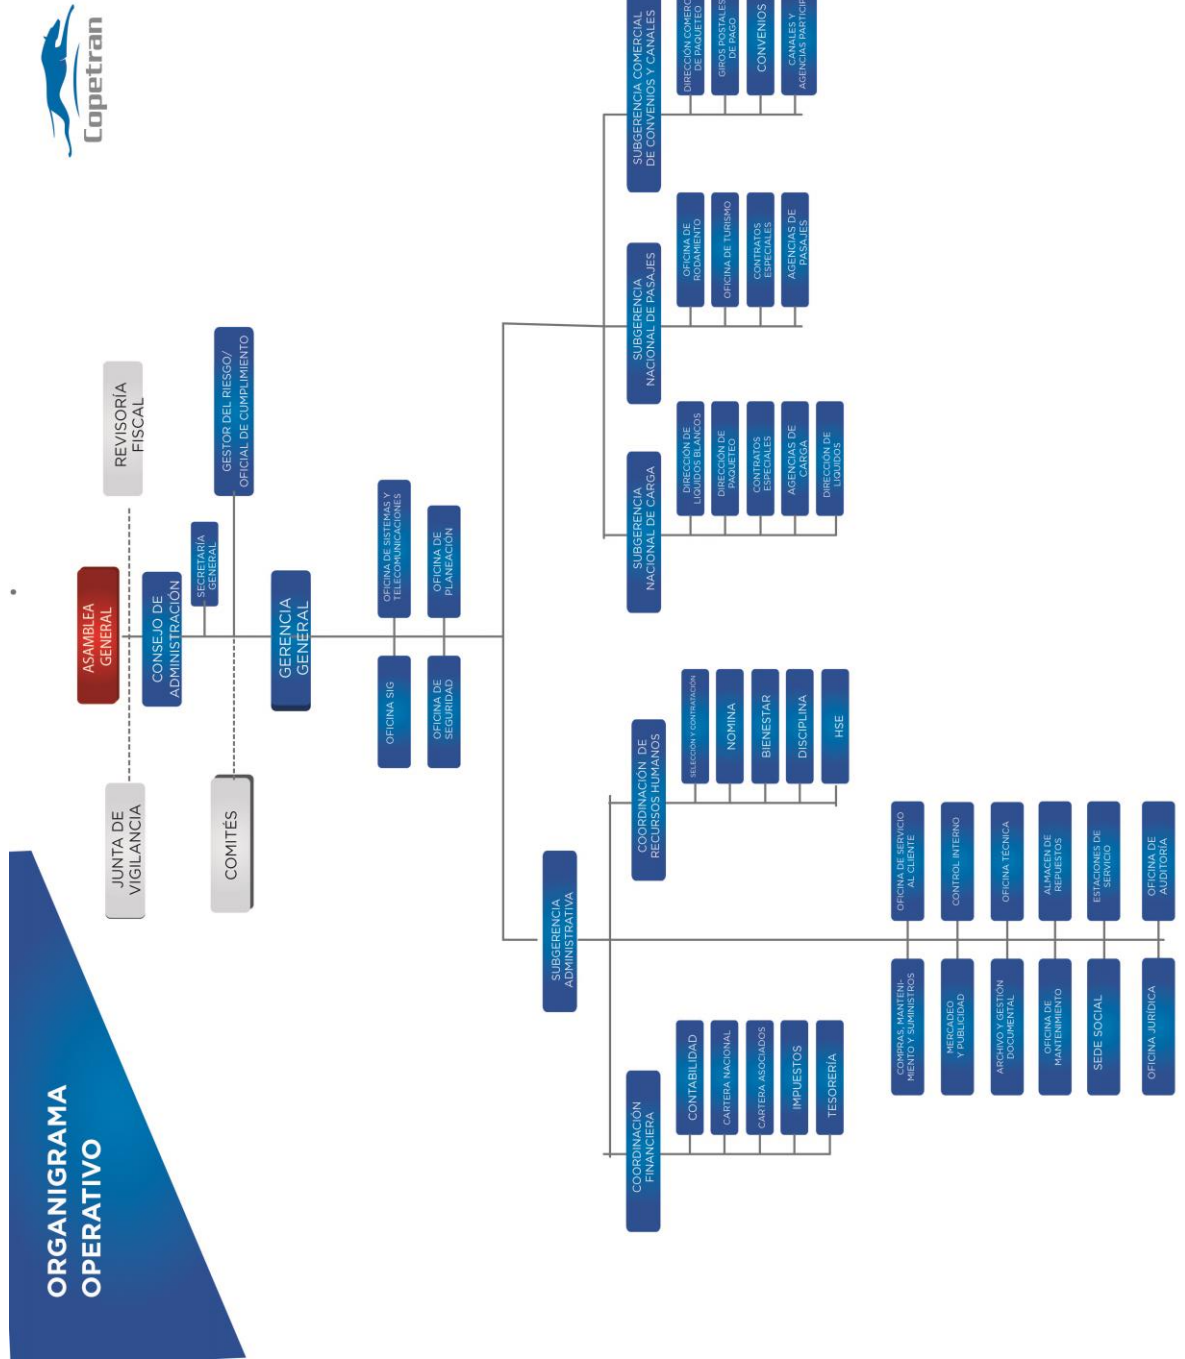 ORGANIGRAMA
OPERATIVO
Copetran
ASAMBLEA
GENERAL
JUNTA DE
VIGILANCIA
REVISORÍA
FISCAL
CONSEJO DE
ADMINISTRACIÓN
SECRETARÍA
GENERAL
COMITÉS
GESTOR DEL RIESGO/
OFICIAL DE CUMPLIMIENTO
GERENCIA
GENERAL
OFICINA SIG
OFICINA DE SISTEMAS Y
TELECOMUNICACIONES
OFICINA DE
SEGURIDAD
OFICINA DE
PLANEACIÓN
SUBGERENCIA
ADMINISTRATIVA
COORDINACIÓN
FINANCIERA
CONTABILIDAD
CARTERA NACIONAL
CARTERA ASOCIADOS
IMPUESTOS
TESORERÍA
COORDINACIÓN DE
RECURSOS HUMANOS
SELECCIÓN Y CONTRATACIÓN
NOMINA
BIENESTAR
DISCIPLINA
HSE
COMPRAS, MANTENI-
MIENTO Y SUMINISTROS
OFICINA DE SERVICIO
AL CLIENTE
MERCADEO
Y PUBLICIDAD
CONTROL INTERNO
ARCHIVO Y GESTIÓN
DOCUMENTAL
OFICINA TÉCNICA
OFICINA DE
MANTENIMIENTO
ALMACEN DE
REPUESTOS
SEDE SOCIAL
ESTACIONES DE
SERVICIO
OFICINA JURÍDICA
OFICINA DE
AUDITORÍA
SUBGERENCIA
NACIONAL DE CARGA
DIRECCIÓN DE
LIQUIDOS BLANCOS
DIRECCIÓN DE
PAQUETEO
CONTRATOS
ESPECIALES
AGENCIAS DE
CARGA
DIRECCIÓN DE
LIQUIDOS
SUBGERENCIA
NACIONAL DE PASAJES
OFICINA DE
RODAMIENTO
OFICINA DE TURISMO
CONTRATOS
ESPECIALES
AGENCIAS DE
PASAJES
SUBGERENCIA COMERCIAL
DE CONVENIOS Y CANALES
DIRECCIÓN
DE PAQUETEO
GIROS POSTALES
DE PAGO
CONVENIOS
CANALES Y
AGENCIAS